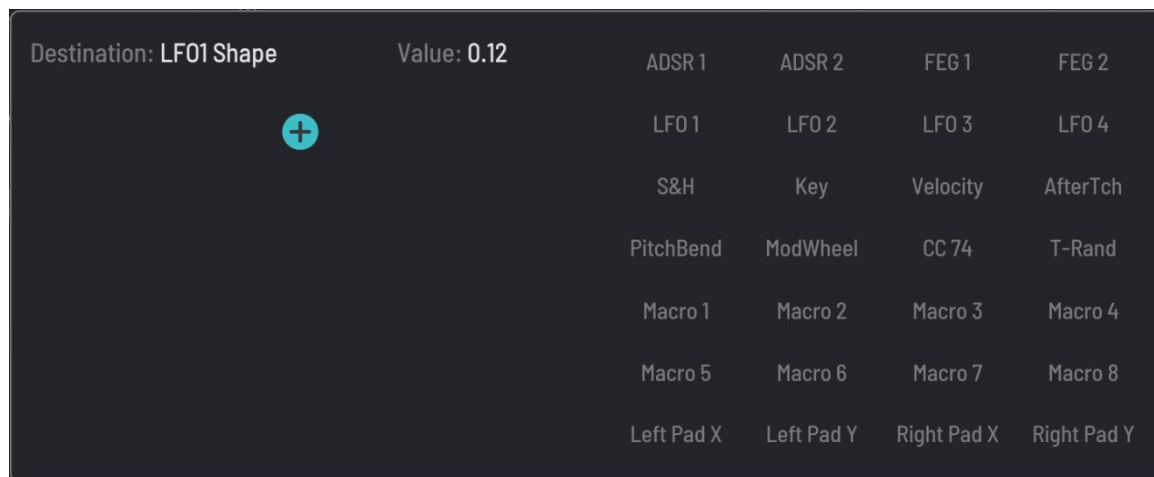 Destination: LFO1 Shape Value: 0.12
ADSR 1 ADSR 2 FEG 1 FEG 2
LFO 1 LFO 2 LFO 3 LFO 4
S&H Key Velocity AfterTch
PitchBend ModWheel CC 74 T-Rand
Macro 1 Macro 2 Macro 3 Macro 4
Macro 5 Macro 6 Macro 7 Macro 8
Left Pad X Left Pad Y Right Pad X Right Pad Y